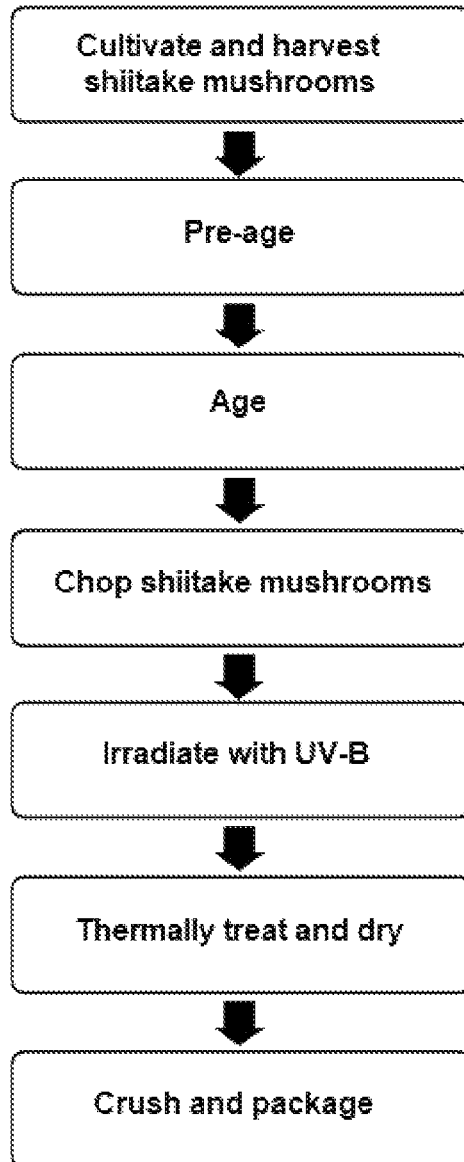 Cultivate and harvest
shiitake mushrooms
Pre-age
Age
Chop shiitake mushrooms
Irradiate with UV-B
Thermally treat and dry
Crush and package